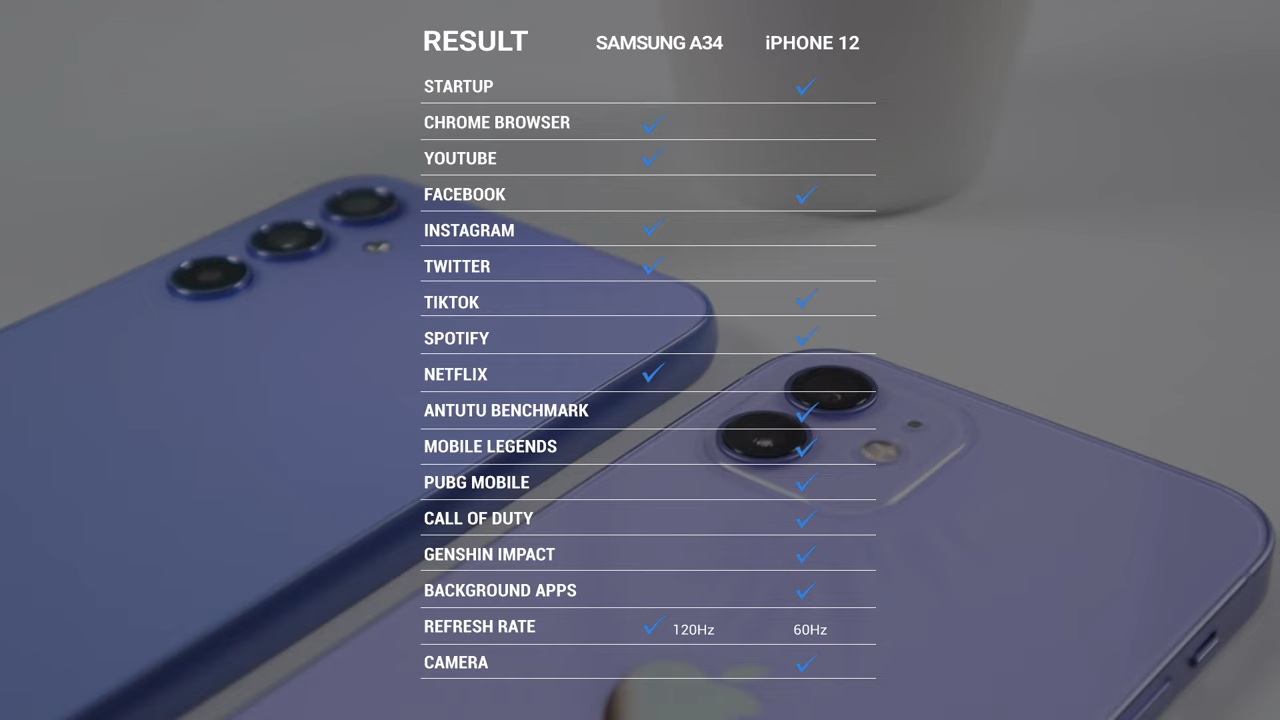 RESULT SAMSUNG A34 iPHONE 12
STARTUP
CHROME BROWSER
YOUTUBE
FACEBOOK
INSTAGRAM
TWITTER
TIKTOK
SPOTIFY
NETFLIX
ANTUTU BENCHMARK
MOBILE LEGENDS
PUBG MOBILE
CALL OF DUTY
GENSHIN IMPACT
BACKGROUND APPS
REFRESH RATE 120Hz 60Hz
CAMERA